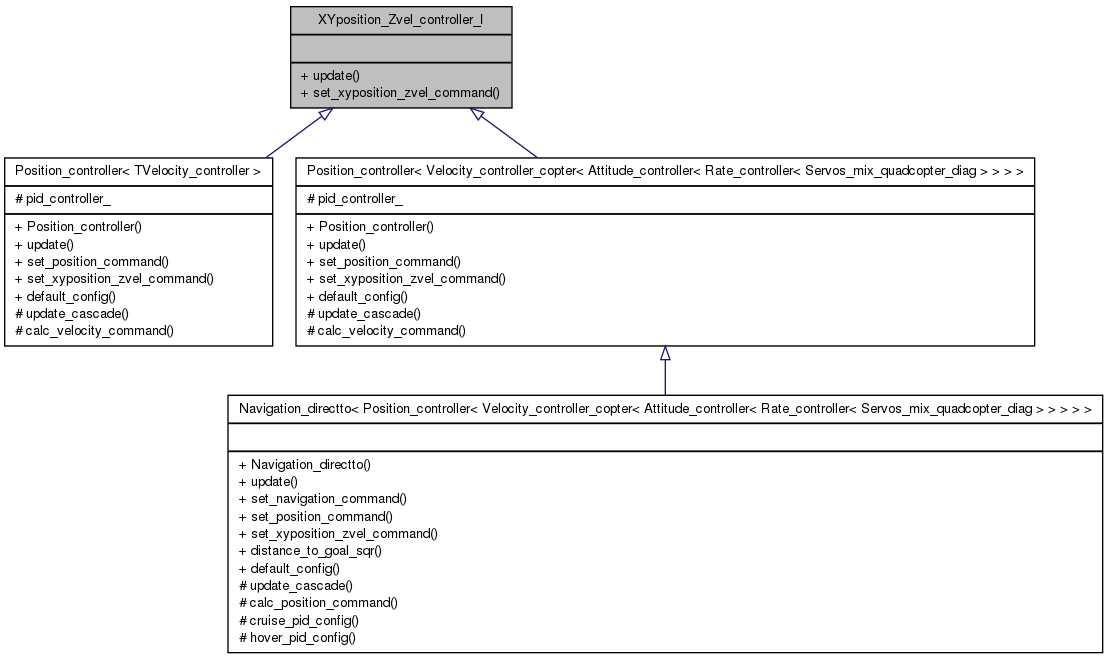 XYposition_Zvel_controller_I
+ update()
+ set_xyposition_zvel_command()
Position_controller< TVelocity_controller >
# pid_controller_
+ Position_controller()
+ update()
+ set_position_command()
+ set_xyposition_zvel_command()
+ default_config()
# update_cascade()
# calc_velocity_command()
Position_controller< Velocity_controller_copter< Attitude_controller< Rate_controller< Servos_mix_quadcopter_diag > > > >
# pid_controller_
+ Position_controller()
+ update()
+ set_position_command()
+ set_xyposition_zvel_command()
+ default_config()
# update_cascade()
# calc_velocity_command()
Navigation_directto< Position_controller< Velocity_controller_copter< Attitude_controller< Rate_controller< Servos_mix_quadcopter_diag > > > > >
+ Navigation_directto()
+ update()
+ set_navigation_command()
+ set_position_command()
+ set_xyposition_zvel_command()
+ distance_to_goal_sqr()
+ default_config()
# update_cascade()
# calc_position_command()
# cruise_pid_config()
# hover_pid_config()